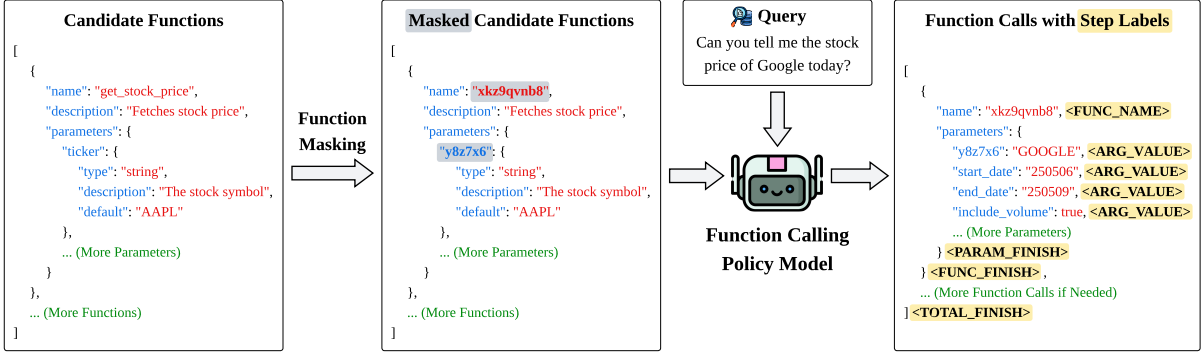 Candidate Functions
[
{
"name": "get_stock_price",
"description": "Fetches stock price",
"parameters": {
ticker": {
"type": "string",
"description": "The stock symbol",
"default": "AAPL"
},
... (More Parameters)
}
},
... (More Functions)
]
Function
Masking
Masked Candidate Functions
[
{
"name": "xkz9qvnb8",
"description": "Fetches stock price",
"parameters": {
"y8z7x6": {
"type": "string",
"description": "The stock symbol",
"default": "AAPL"
},
... (More Parameters)
}
},
... (More Functions)
]
Query
Can you tell me the stock
price of Google today?
Function Calling
Policy Model
Function Calls with Step Labels
[
{
"name": "xkz9qvnb8", <FUNC_NAME>
"parameters": {
"y8z7x6": "GOOGLE", <ARG_VALUE>
"start_date": "250506", <ARG_VALUE>
"end_date": "250509", <ARG_VALUE>
"include_volume": true, <ARG_VALUE>
... (More Parameters)
} <PARAM_FINISH>
} <FUNC_FINISH> ,
... (More Function Calls if Needed)
] <TOTAL_FINISH>